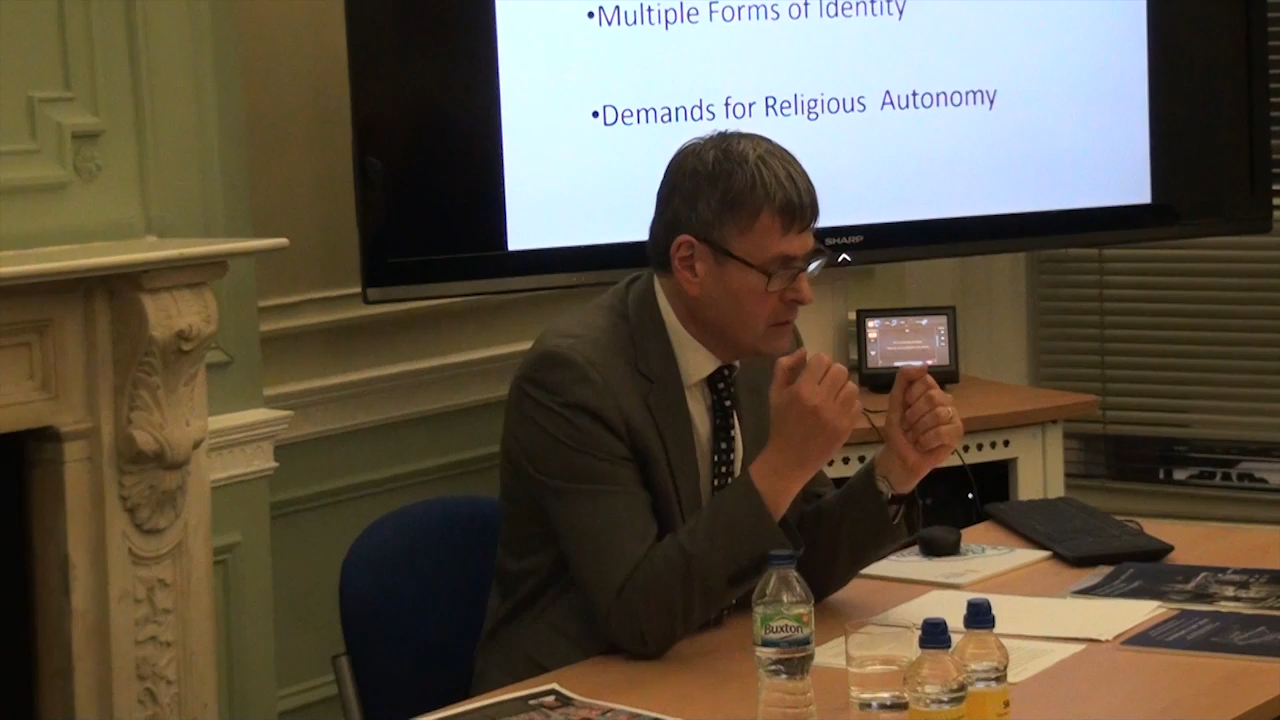 •Multiple Forms of Identity
•Demands for Religious Autonomy
SHARP
Buxton